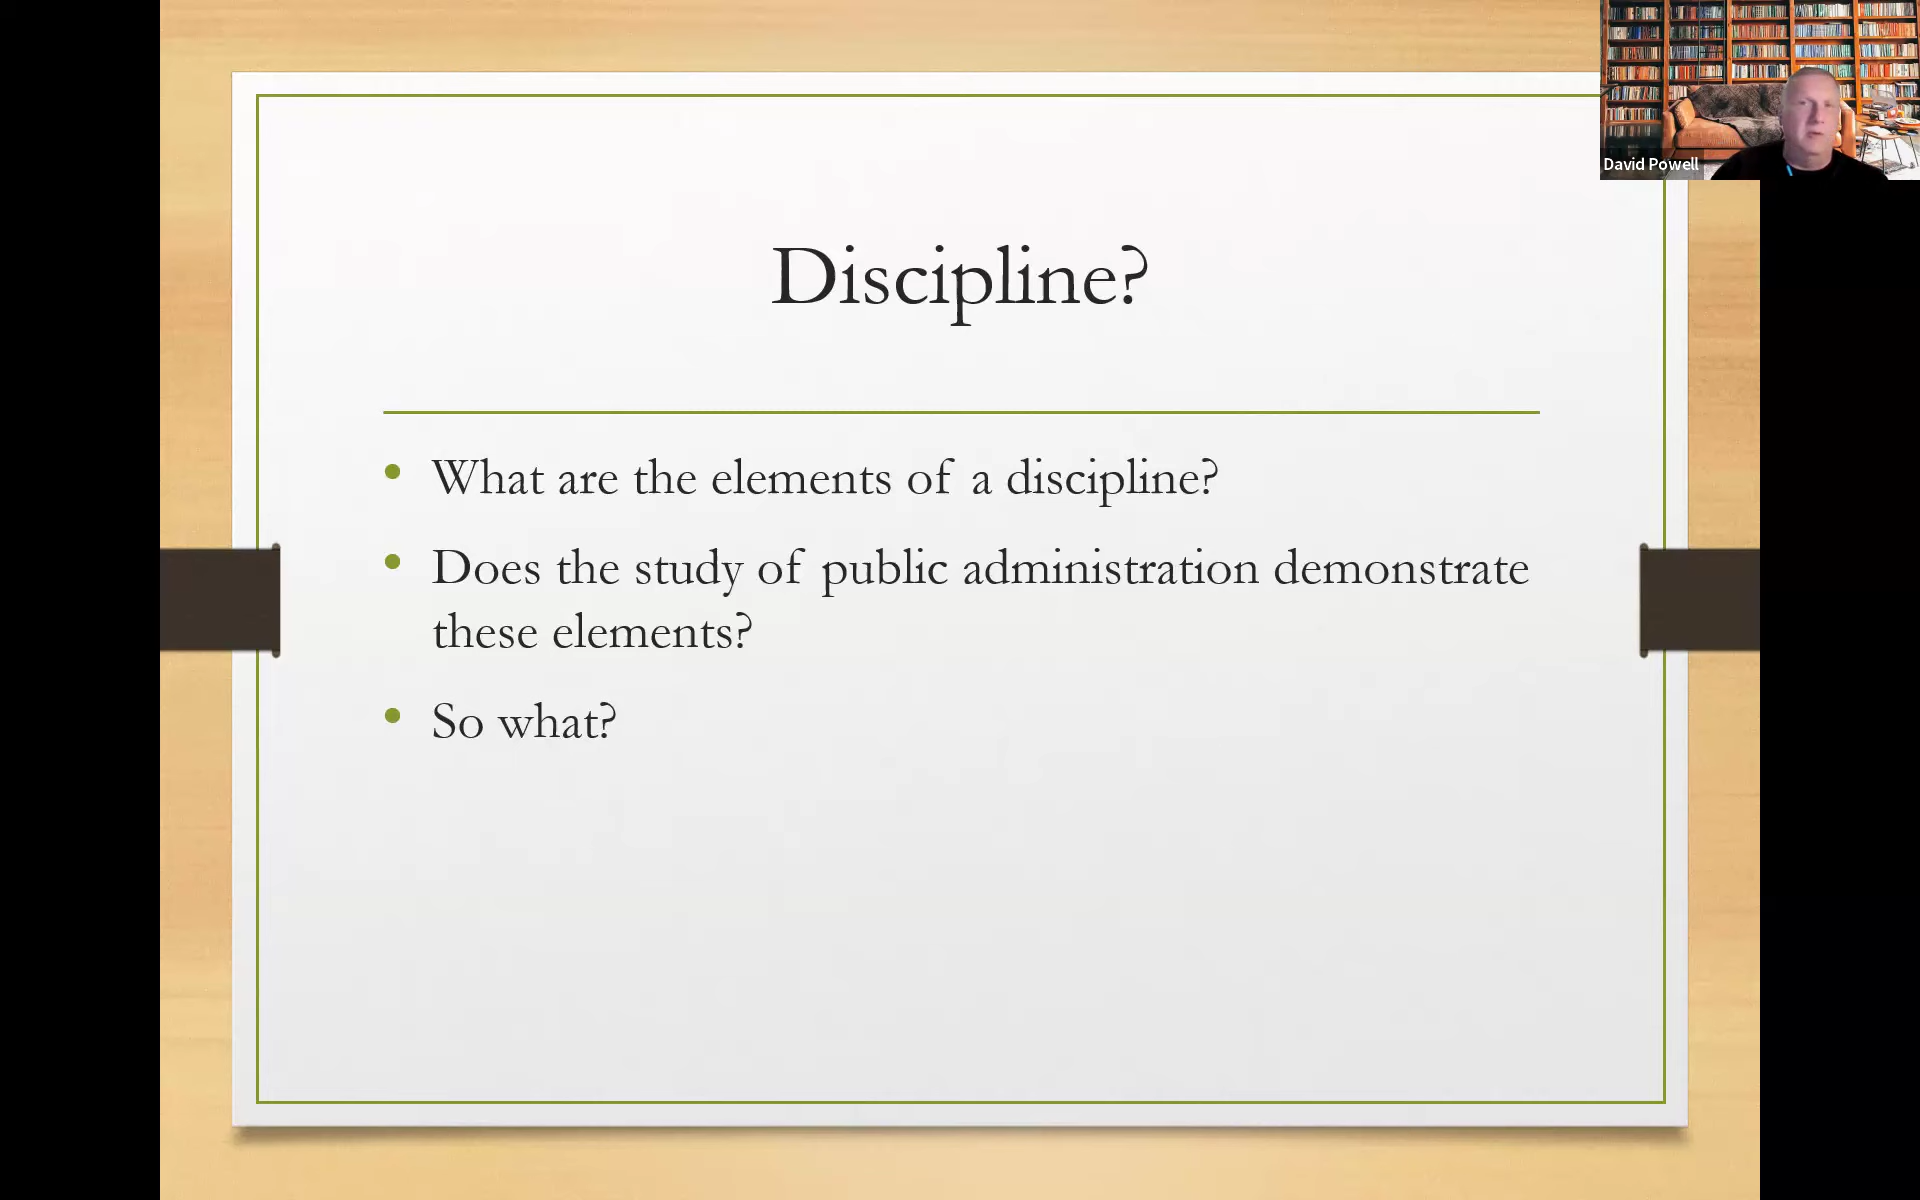 David Powell
Discipline?
What are the elements of a discipline?
Does the study of public administration demonstrate
these elements?
So what?